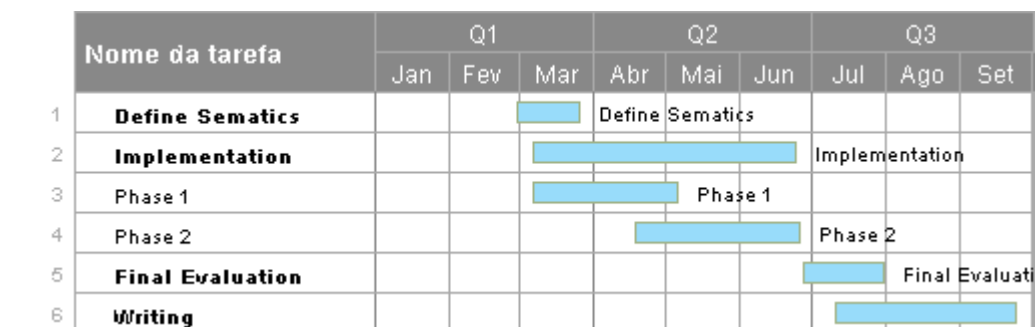 Nome da tarefa Q1 Q2 Q3
Jan Fev Mar Abr Mai Jun Jul Ago Set
1 Define Sematics Define Sematics
2 Implementation Implementation
3 Phase 1 Phase 1
4 Phase 2 Phase 2
5 Final Evaluation Final Evaluati
6 Writing